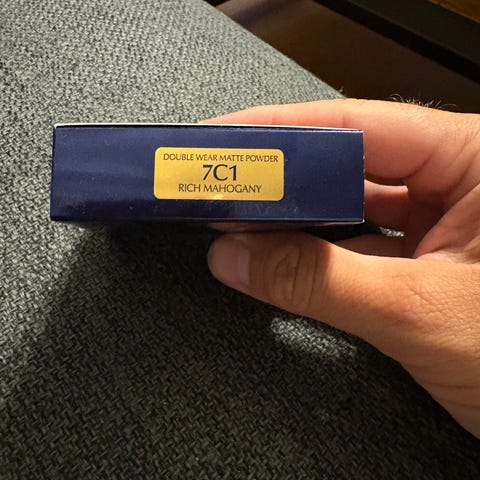 DOUBLE WEAR MATTE POWDER
7C1
RICH MAHOGANY